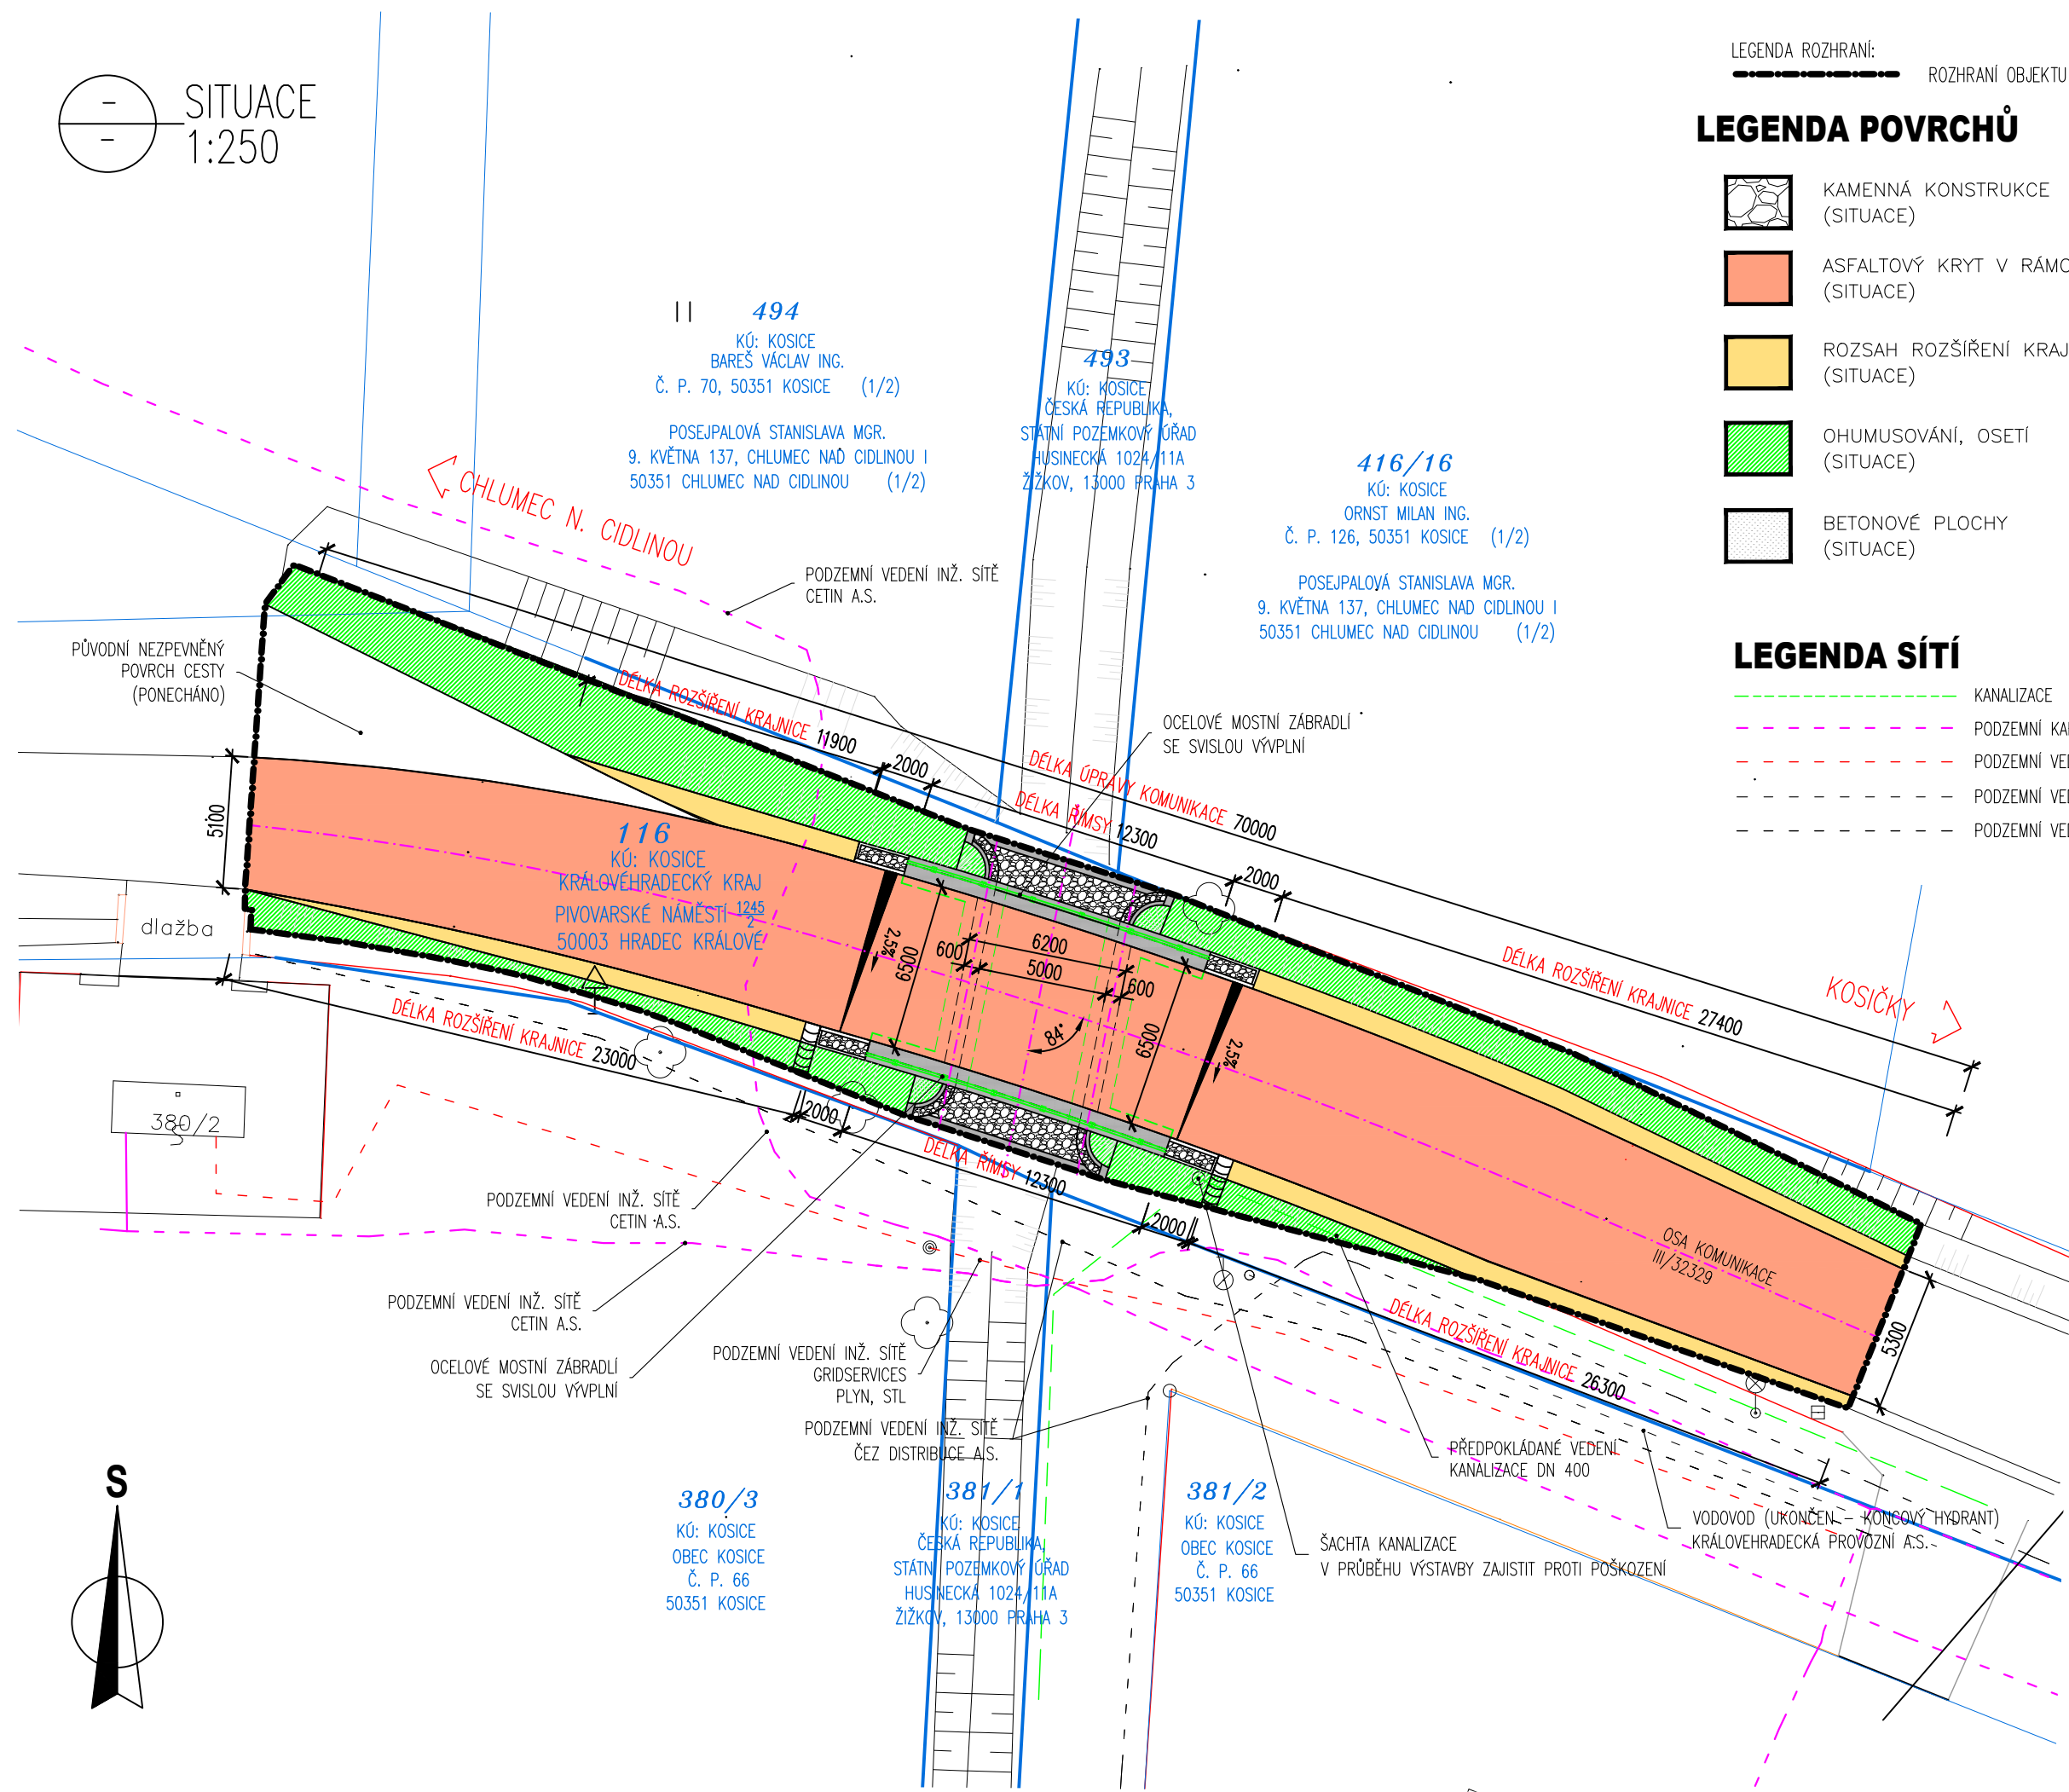 SITUACE
1:250
LEGENDA ROZHRANÍ:
ROZHRANÍ OBJEKTU
LEGENDA POVRCHŮ
KAMENNÁ KONSTRUKCE
(SITUACE)
ASFALTOVÝ KRYT V
(SITUACE)
ROZSAH ROZŠÍŘENÍ
(SITUACE)
OHUMUSOVÁNÍ, OSETÍ
(SITUACE)
BETONOVÉ PLOCHY
(SITUACE)
LEGENDA SÍTÍ
KANALIZACE
PODZEMNÍ
PODZEMNÍ
PODZEMNÍ
PODZEMNÍ
494
KÚ: KOSICE
BAREŠ VÁCLAV ING.
Č. P. 70, 50351 KOSICE (1/2)
POSEJPALOVÁ STANISLAVA MGR.
9. KVĚTNA 137, CHLUMEC NAD CIDLINOU I
50351 CHLUMEC NAD CIDLINOU (1/2)
493
KÚ: KOSICE
ČESKÁ REPUBLIKA,
STÁTNÍ POZEMKOVÝ ÚŘAD
HUSINECKÁ 1024/11A
ŽIŽKOV, 13000 PRAHA 3
416/16
KÚ: KOSICE
ORNST MILAN ING.
Č. P. 126, 50351 KOSICE (1/2)
POSEJPALOVÁ STANISLAVA MGR.
9. KVĚTNA 137, CHLUMEC NAD CIDLINOU I
50351 CHLUMEC NAD CIDLINOU (1/2)
CHLUMEC N. CIDLINOU
PODZEMNÍ VEDENÍ INŽ. SÍTĚ
CETIN A.S.
PŮVODNÍ NEZPEVNĚNÝ
POVRCH CESTY
(PONECHÁNO)
DÉLKA ROZŠÍŘENÍ KRAJNICE 11900
2000
OCELOVÉ MOSTNÍ ZÁBRADLÍ
SE SVISLOU VÝVPLNÍ
DÉLKA ÚPRAVY KOMUNIKACE 70000
DÉLKA ŘÍMSY 12300
2000
5100
116
KÚ: KOSICE
KRÁLOVÉHRADECKÝ KRAJ
PIVOVARSKÉ NÁMĚSTÍ 1245
2
50003 HRADEC KRÁLOVÉ
dlažba
2,5%
6500
600
6200
5000
600
84°
6500
2,5%
DÉLKA ROZŠÍŘENÍ KRAJNICE 27400
KOSIČKY
DÉLKA ROZŠÍŘENÍ KRAJNICE 23000
2000
380/2
DÉLKA ŘÍMSY 12300
2000
PODZEMNÍ VEDENÍ INŽ. SÍTĚ
CETIN A.S.
OSA KOMUNIKACE
III/32329
5300
PODZEMNÍ VEDENÍ INŽ. SÍTĚ
CETIN A.S.
DÉLKA ROZŠÍŘENÍ KRAJNICE 26300
OCELOVÉ MOSTNÍ ZÁBRADLÍ
SE SVISLOU VÝVPLNÍ
PODZEMNÍ VEDENÍ INŽ. SÍTĚ
GRIDSERVICES
PLYN, STL
PODZEMNÍ VEDENÍ INŽ. SÍTĚ
ČEZ DISTRIBUCE A.S.
PŘEDPOKLÁDANÉ VEDENÍ
KANALIZACE DN 400
VODOVOD (UKONČEN - KONCOVÝ HYDRANT)
KRÁLOVEHRADECKÁ PROVOZNÍ A.S.
ŠACHTA KANALIZACE
V PRŮBĚHU VÝSTAVBY ZAJISTIT PROTI POŠKOZENÍ
S
380/3
KÚ: KOSICE
OBEC KOSICE
Č. P. 66
50351 KOSICE
381/1
KÚ: KOSICE
ČESKÁ REPUBLIKA,
STÁTNÍ POZEMKOVÝ ÚŘAD
HUSINECKÁ 1024/11A
ŽIŽKOV, 13000 PRAHA 3
381/2
KÚ: KOSICE
OBEC KOSICE
Č. P. 66
50351 KOSICE